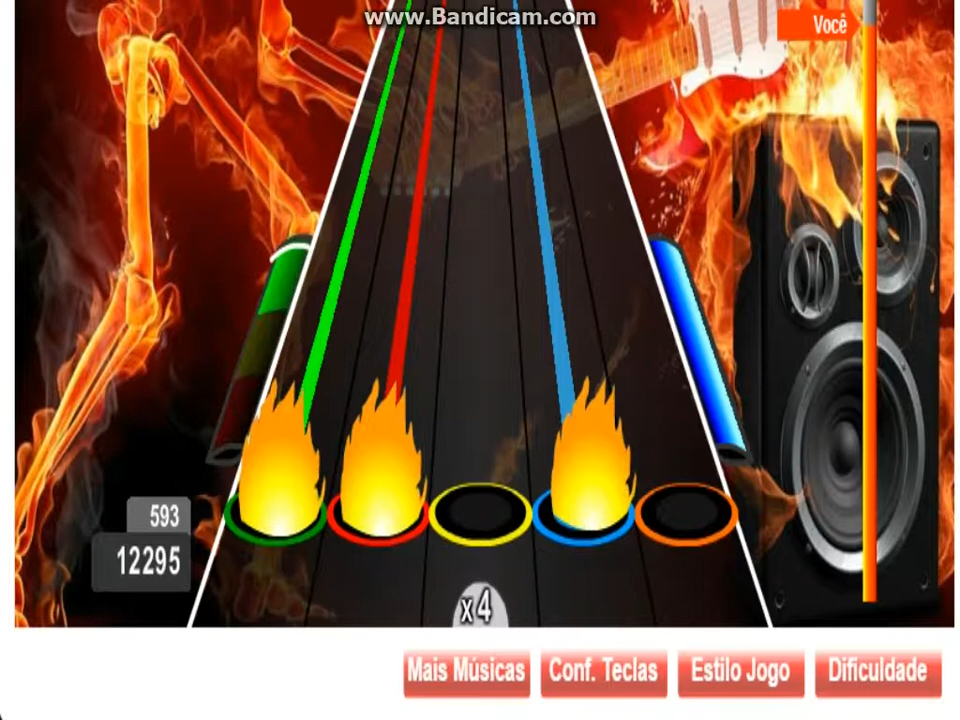 www.Bandicam.com
Você
593
12295
x4
Mais Músicas
Conf. Teclas
Estilo Jogo
Dificuldade